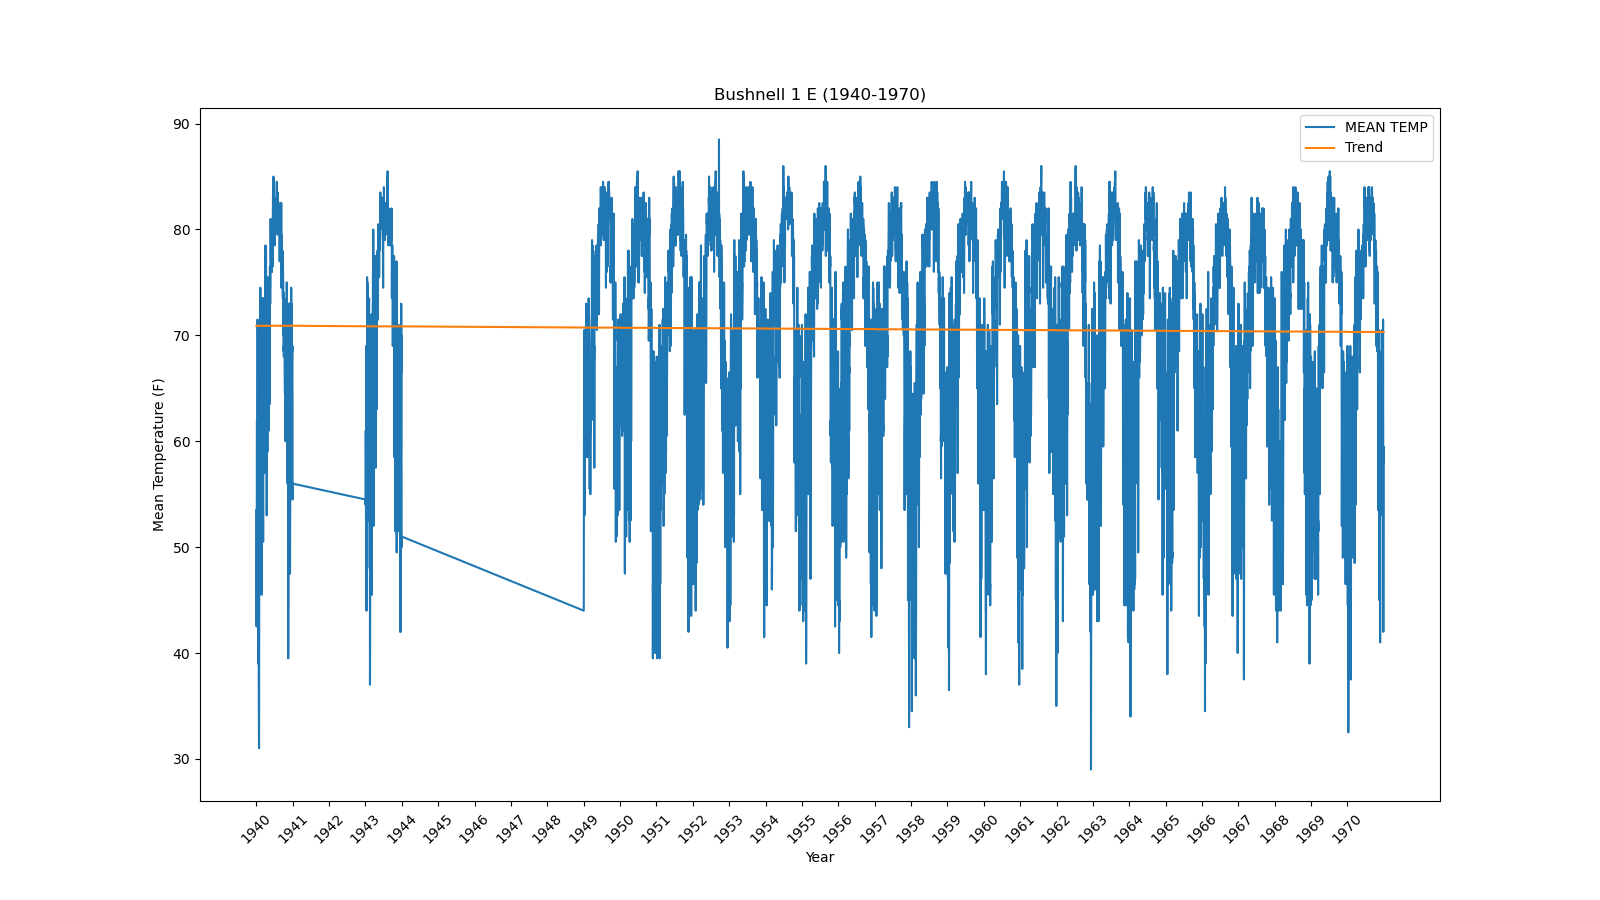 Bushnell 1 E (1940-1970)
MEAN TEMP
Trend
90
80
70
60
50
40
30
Mean Temperature (F)
1940 1941 1942 1943 1944 1945 1946 1947 1948 1949 1950 1951 1952 1953 1954 1955 1956 1957 1958 1959 1960 1961 1962 1963 1964 1965 1966 1967 1968 1969 1970
Year